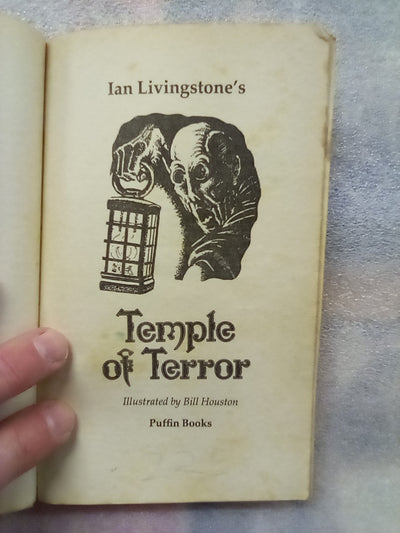 Ian Livingstone's
Temple
of Terror
Illustrated by Bill Houston
Puffin Books